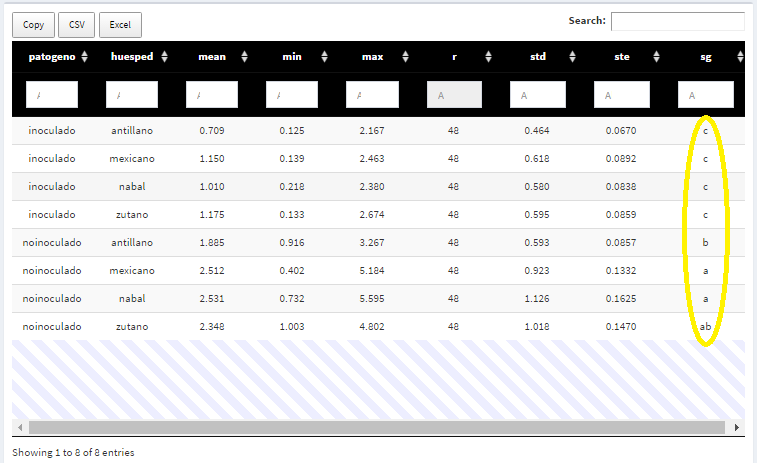 Copy CSV Excel Search:
patogeno huesped mean min max r std ste sg
A A A A
inoculado antillano 0.709 0.125 2.167 48 0.464 0.0670 c
inoculado mexicano 1.150 0.139 2.463 48 0.618 0.0892 c
inoculado nabal 1.010 0.218 2.380 48 0.580 0.0838 c
inoculado zutano 1.175 0.133 2.674 48 0.595 0.0859 c
noinoculado antillano 1.885 0.916 3.267 48 0.593 0.0857 b
noinoculado mexicano 2.512 0.402 5.184 48 0.923 0.1332 a
noinoculado nabal 2.531 0.732 5.595 48 1.126 0.1625 a
noinoculado zutano 2.348 1.003 4.802 48 1.018 0.1470 ab
Showing 1 to 8 of 8 entries